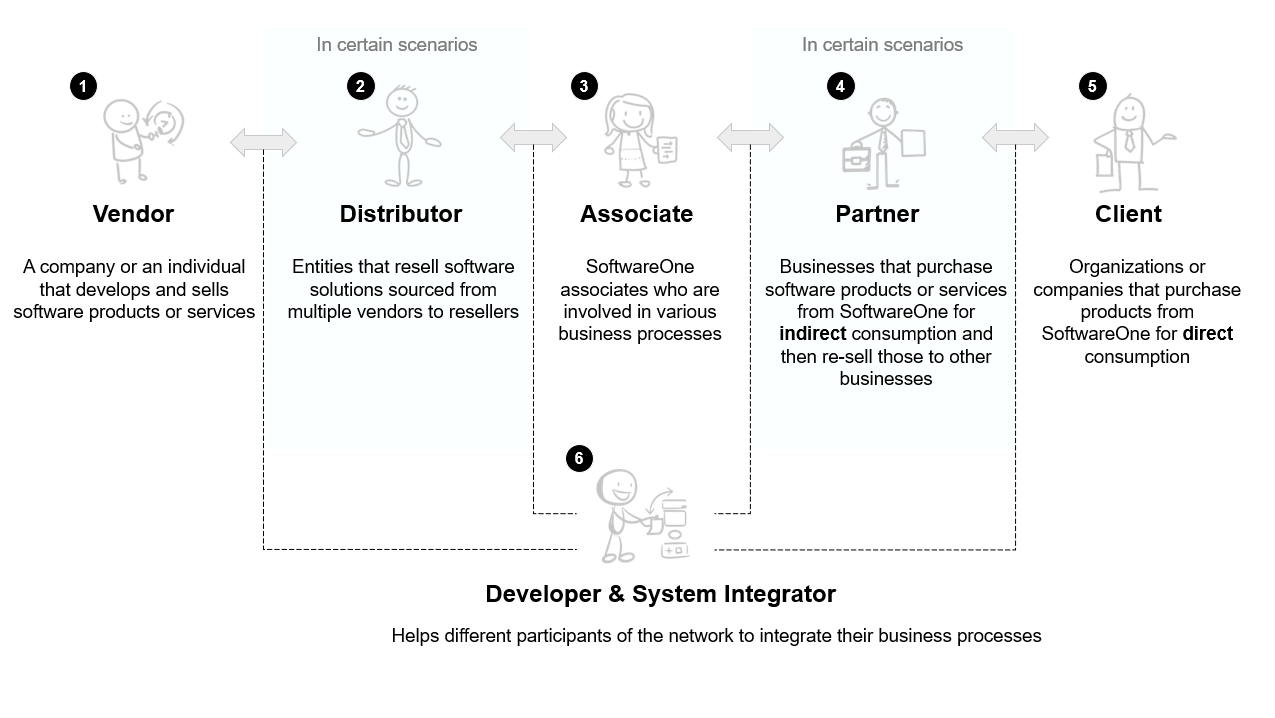 In certain scenarios
In certain scenarios
1
2
3
4
5
Vendor
Distributor
Associate
Partner
Client
A company or an individual
that develops and sells
software products or services
Entities that resell software
solutions sourced from
multiple vendors to resellers
SoftwareOne
associates who are
involved in various
business processes
Businesses that purchase
software products or services
from SoftwareOne for
indirect consumption and
then re-sell those to other
businesses
Organizations or
companies that purchase
products from
SoftwareOne for direct
consumption
6
Developer & System Integrator
Helps different participants of the network to integrate their business processes